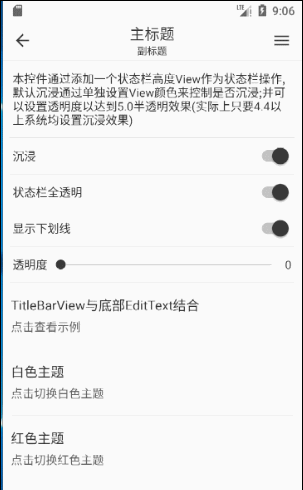 LTE 9:06
主标题
副标题
本控件通过添加一个状态栏高度View作为状态栏操作,
默认沉浸通过单独设置View颜色来控制是否沉浸;并可
以设置透明度以达到5.0半透明效果(实际上只要4.4以
上系统均设置沉浸效果)
沉浸
状态栏全透明
显示下划线
透明度 0
TitleBarView与底部EditText结合
点击查看示例
白色主题
点击切换白色主题
红色主题
点击切换红色主题